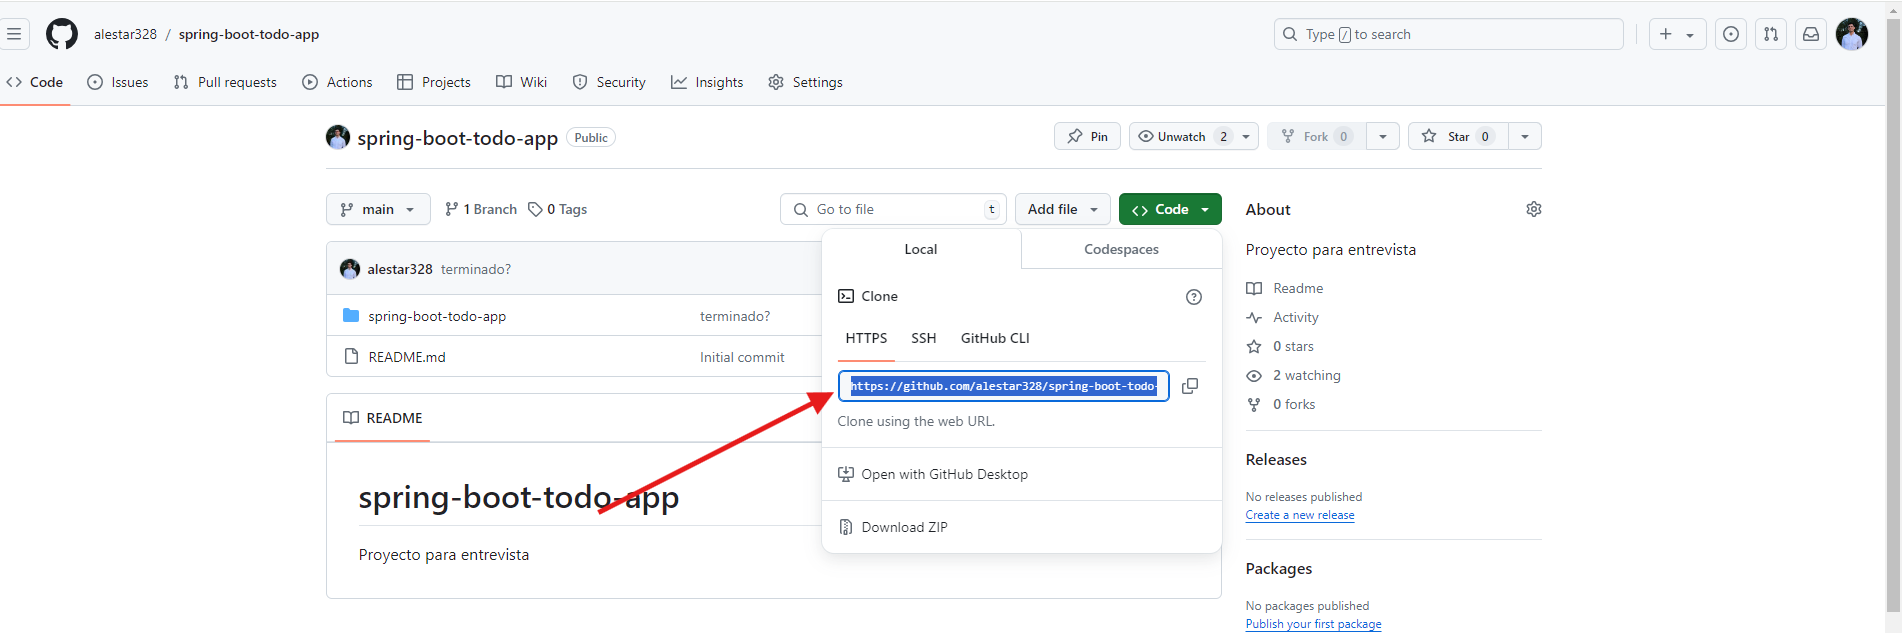 alestar328 / spring-boot-todo-app
Type / to search
Code Issues Pull requests Actions Projects Wiki Security Insights Settings
spring-boot-todo-app Public
Pin Unwatch 2 Fork 0 Star 0
main 1 Branch 0 Tags
Go to file t Add file Code
Local Codespaces
alestar328 terminado?
spring-boot-todo-app terminado?
README.md Initial commit
Clone
HTTPS SSH GitHub CLI
https://github.com/alestar328/spring-boot-todo-
Clone using the web URL.
Open with GitHub Desktop
Download ZIP
README
spring-boot-todo-app
Proyecto para entrevista
About
Proyecto para entrevista
Readme
Activity
0 stars
2 watching
0 forks
Releases
No releases published
Create a new release
Packages
No packages published
Publish your first package